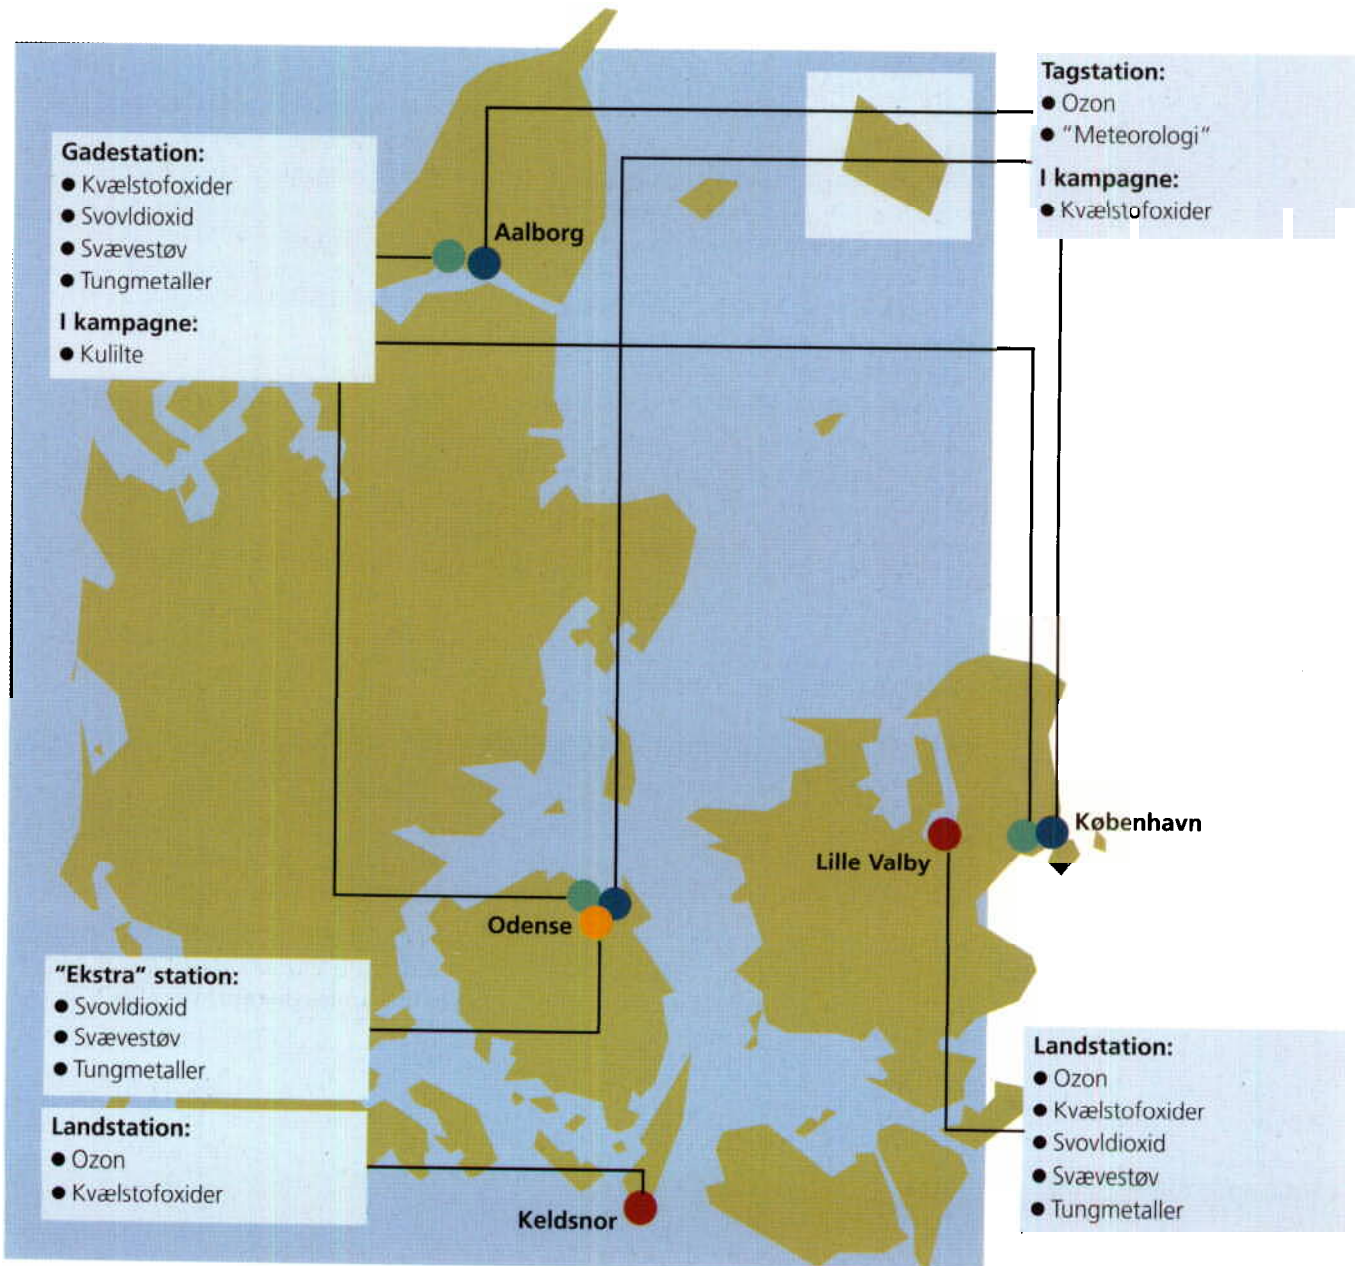 Tagstation:
● Ozon
● "Meteorologi"
I kampagne:
● Kvælstofoxider
Gadestation:
● Kvælstofoxider
● Svovldioxid
● Svævestøv
● Tungmetaller
I kampagne:
● Kulilte
Aalborg
København
Lille Valby
Odense
"Ekstra" station:
● Svovldioxid
● Svævestøv
● Tungmetaller
Landstation:
● Ozon
● Kvælstofoxider
Keldsnor
Landstation:
● Ozon
● Kvælstofoxider
● Svovldioxid
● Svævestøv
● Tungmetaller